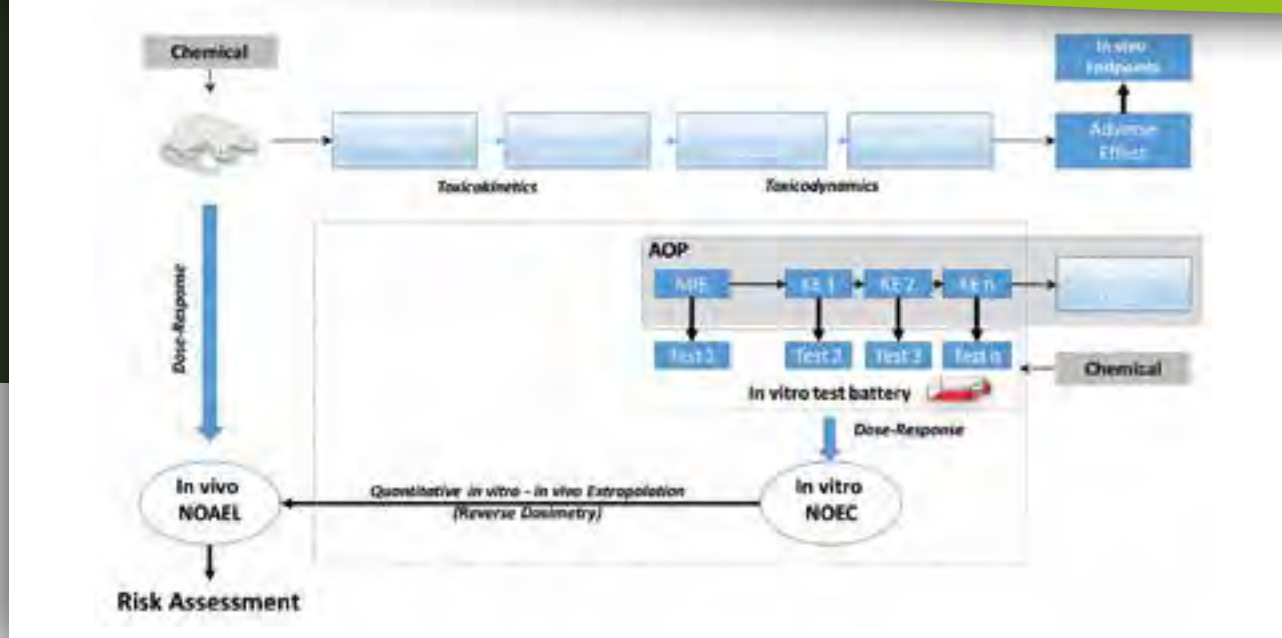 Chemical
In vivo
Endpoints
Adverse
Effect
Toxicokinetics
Toxicodynamics
Dose-Response
AOP
MIE
KE 1
KE 2
KE n
Test 1
Test 2
Test 3
Test n
Chemical
In vitro test battery
Dose-Response
In vivo
NOAEL
Quantitative in vitro - in vivo Extrapolation
(Reverse Dosimetry)
In vitro
NOEC
Risk Assessment